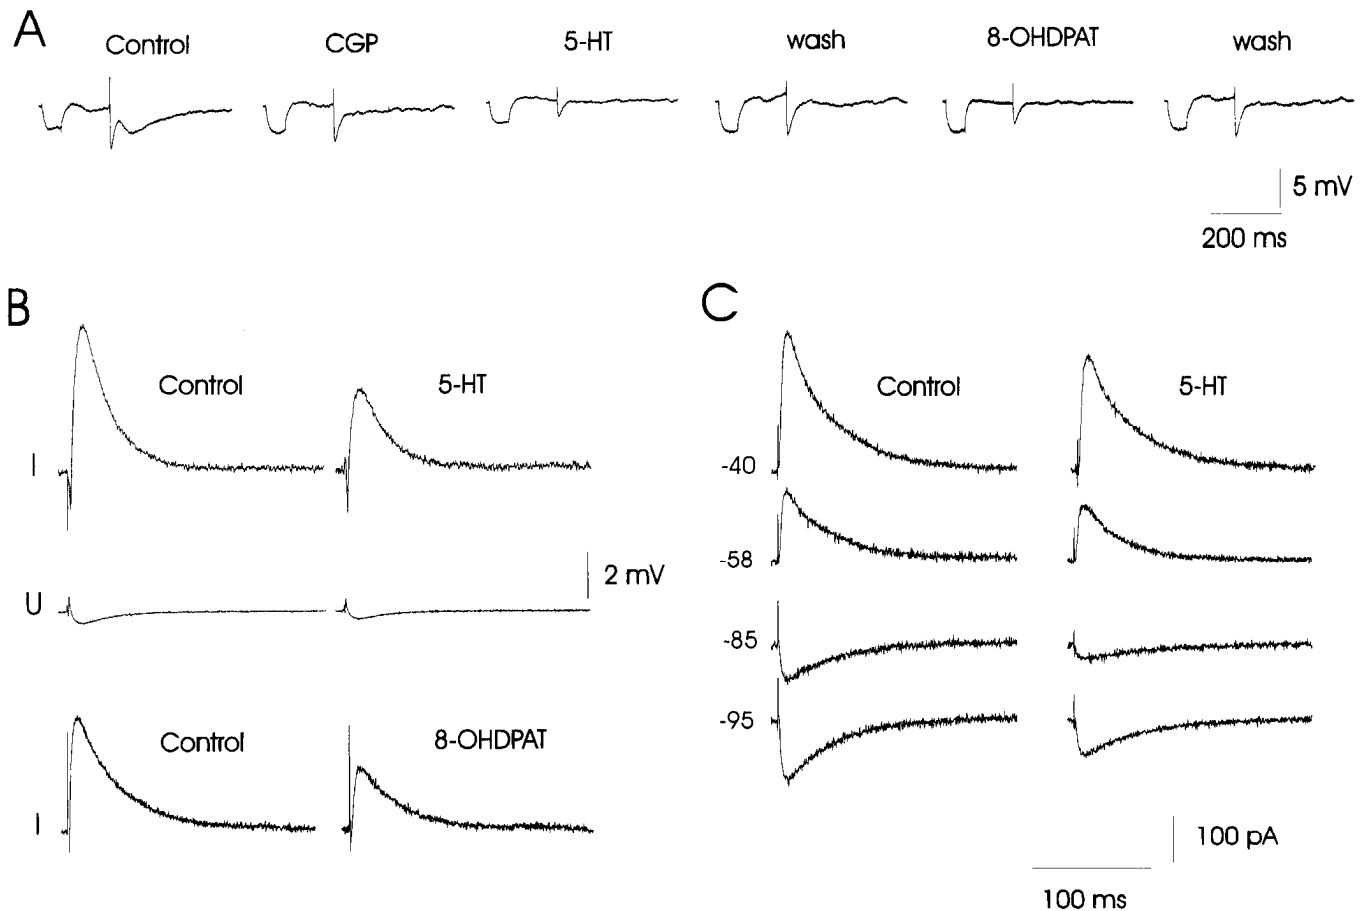 A
Control CGP 5-HT wash 8-OHDPAT wash
5 mV
200 ms
B
Control 5-HT
I
2 mV
U
Control 8-OHDPAT
I
C
Control 5-HT
-40
-58
-85
-95
100 pA
100 ms